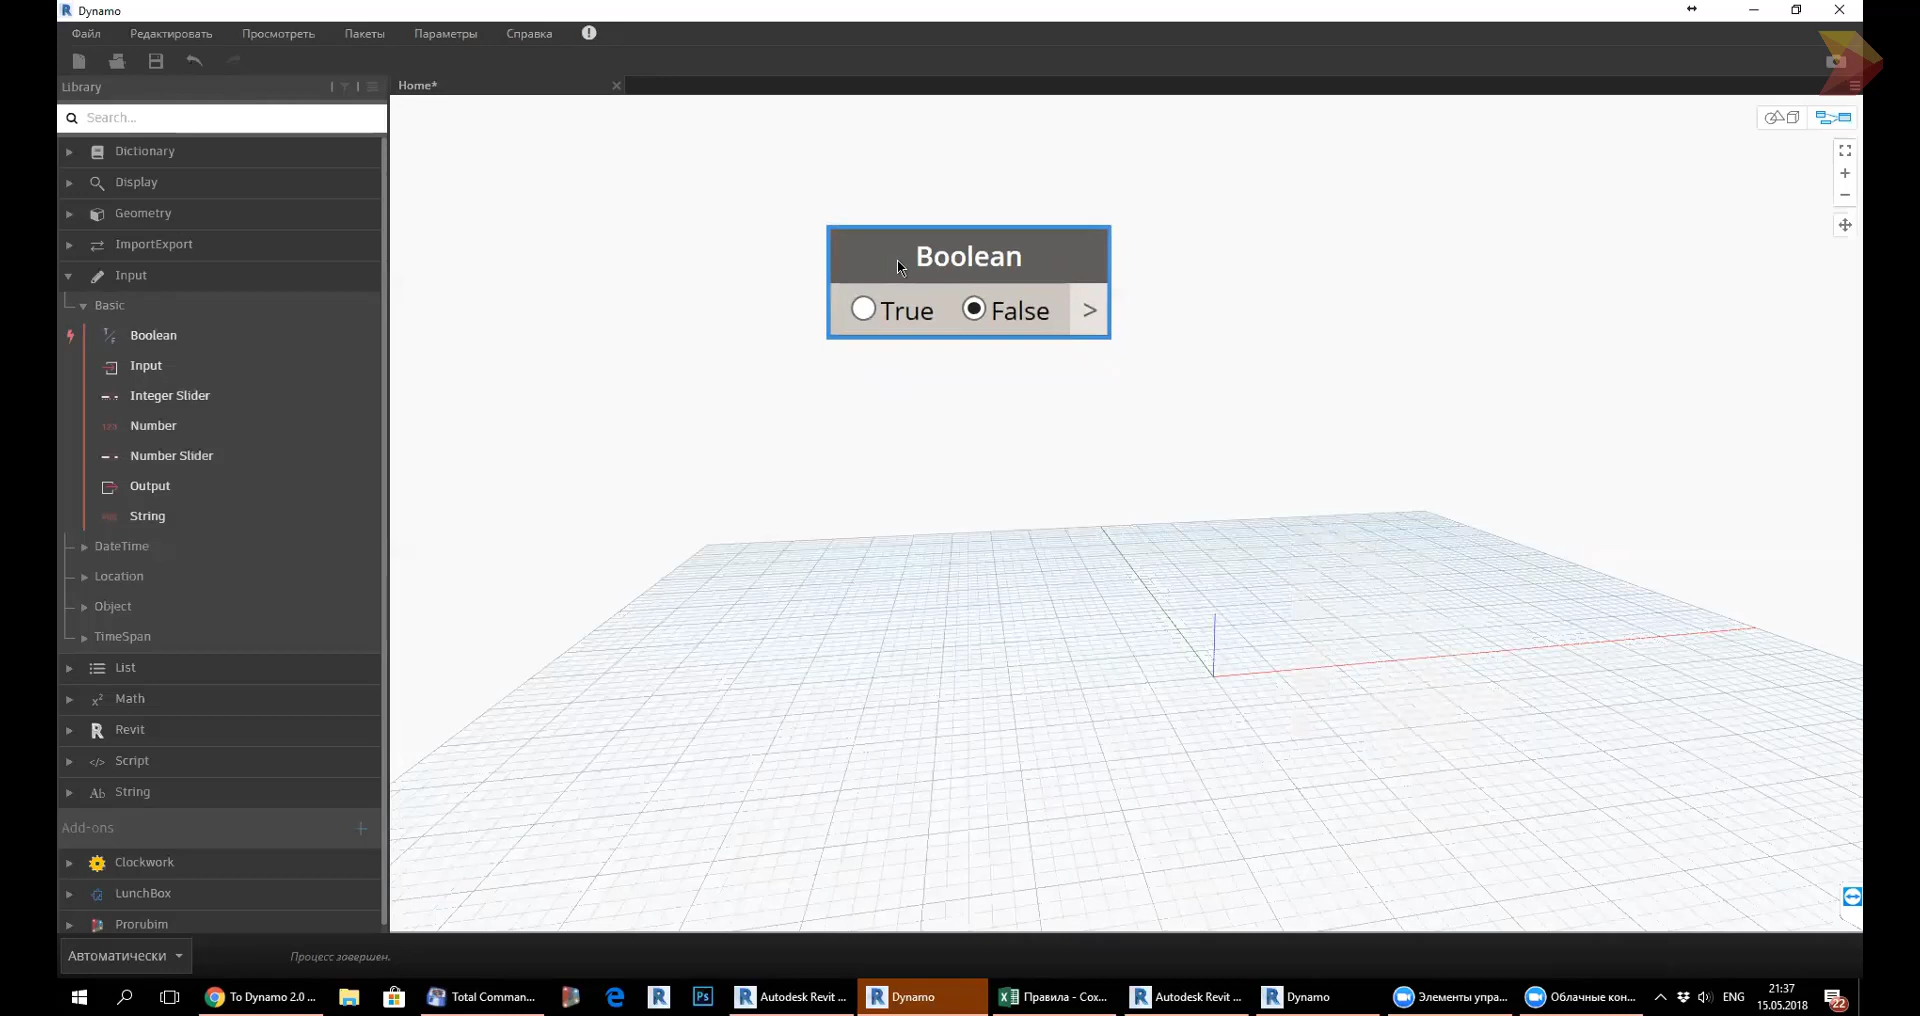 Dynamo
Файл Редактировать Просмотреть Пакеты Параметры Справка
Library
Home*
Search...
Dictionary
Display
Geometry
ImportExport
Input
Basic
Boolean
Input
Integer Slider
Number
Number Slider
Output
String
DateTime
Location
Object
TimeSpan
List
Math
Revit
Script
String
Add-ons
Clockwork
LunchBox
Prorubim
Boolean
True False >
Автоматически
Процесс завершен.
To Dynamo 2.0 ...
Total Comman...
Autodesk Revit ...
Dynamo
Правила - Сох...
Autodesk Revit ...
Dynamo
Элементы упра...
Облачные кон...
ENG
21:37
15.05.2018
22